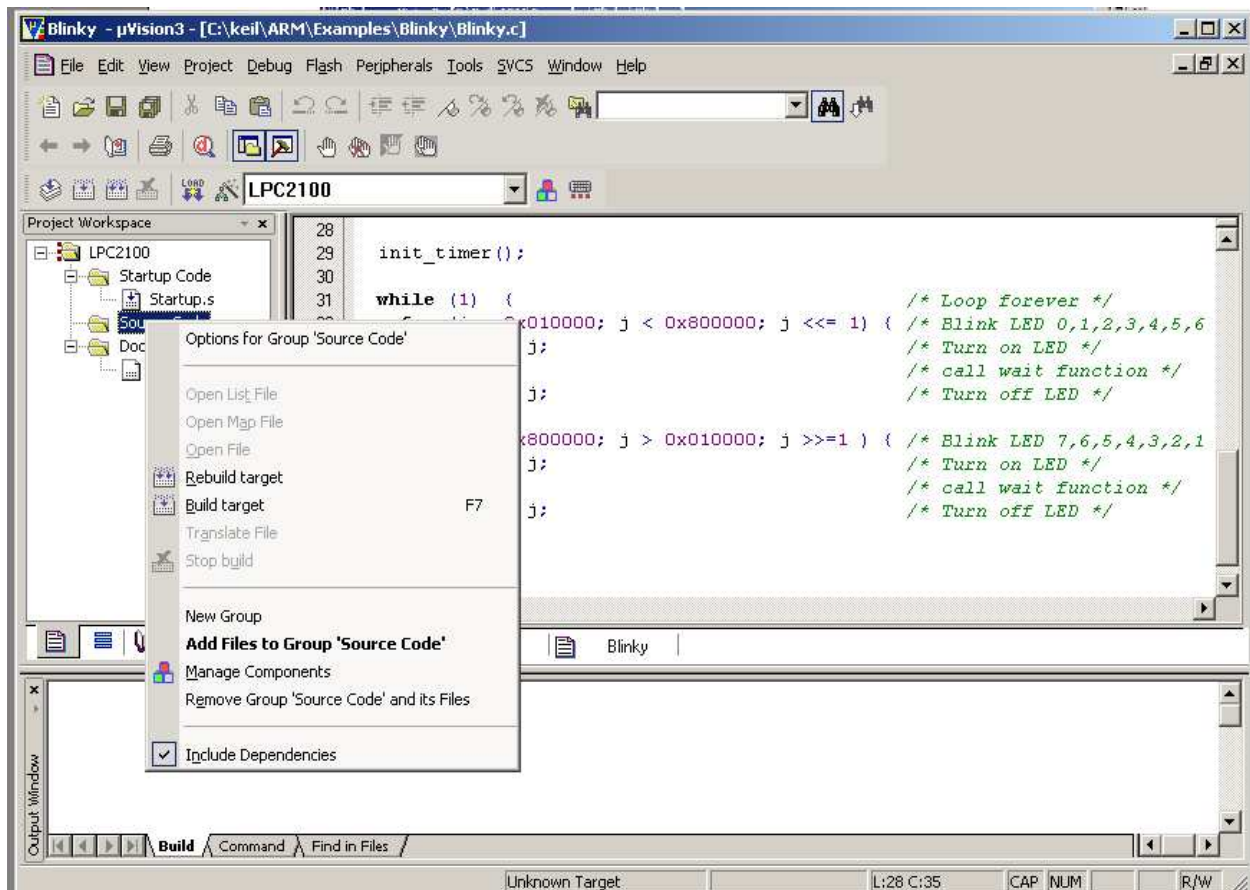 Blinky - µVision3 - [C:\keil\ARM\Examples\Blinky\Blinky.c]
File Edit View Project Debug Flash Peripherals Tools SVCS Window Help
LOAD LPC2100
Project Workspace
LPC2100
Startup Code
Startup.s
Options for Group 'Source Code'
Open List File
Open Map File
Open File
Rebuild target
Build target F7
Translate File
Stop build
New Group
Add Files to Group 'Source Code'
Manage Components
Remove Group 'Source Code' and its Files
Include Dependencies
28
29 init_timer();
30
31 while (1) { /* Loop forever */
0x010000; j < 0x800000; j <<= 1) { /* Blink LED 0,1,2,3,4,5,6
j; /* Turn on LED */
/* call wait function */
j; /* Turn off LED */
x800000; j > 0x010000; j >>=1 ) { /* Blink LED 7,6,5,4,3,2,1
j; /* Turn on LED */
/* call wait function */
j; /* Turn off LED */
Blinky
Output Window
Build Command Find in Files
Unknown Target L:28 C:35 CAP NUM R/W